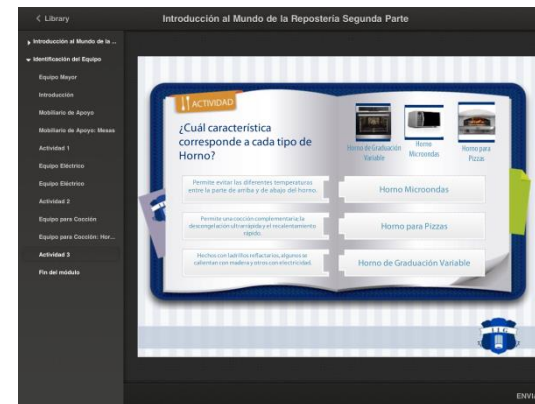 Library
Introducción al Mundo de la Repostería Segunda Parte
Introducción al Mundo de la ...
Identificación del Equipo
Equipo Mayor
Introducción
Mobiliario de Apoyo
Mobiliario de Apoyo: Mesas
Actividad 1
Equipo Eléctrico
Equipo Eléctrico
Actividad 2
Equipo para Cocción
Equipo para Cocción: Hor...
Actividad 3
Fin del módulo
ACTIVIDAD
¿Cuál característica
corresponde a cada tipo de
Horno?
Horno de Graduación
Variable
Horno
Microondas
Horno para
Pizzas
Permite evitar las diferentes temperaturas
entre la parte de arriba y de abajo del horno.
Horno Microondas
Permite una cocción complementaria, la
descongelación ultrarrápida y el recalentamiento
rápido.
Horno para Pizzas
Hechos con ladrillos reflactarios, algunos se
calientan con madera y otros con electricidad.
Horno de Graduación Variable
ENVIA